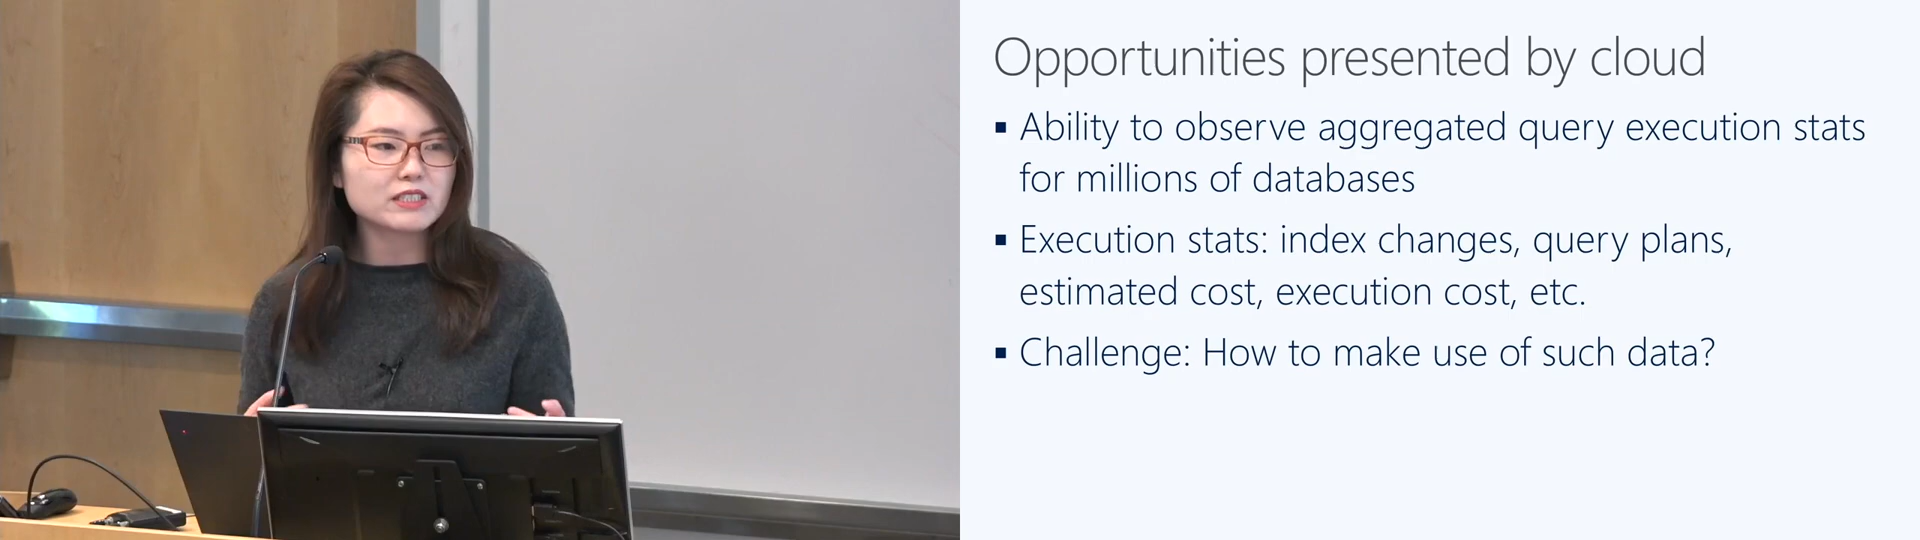 Opportunities presented by cloud
▪ Ability to observe aggregated query execution stats
for millions of databases
▪ Execution stats: index changes, query plans,
estimated cost, execution cost, etc.
▪ Challenge: How to make use of such data?